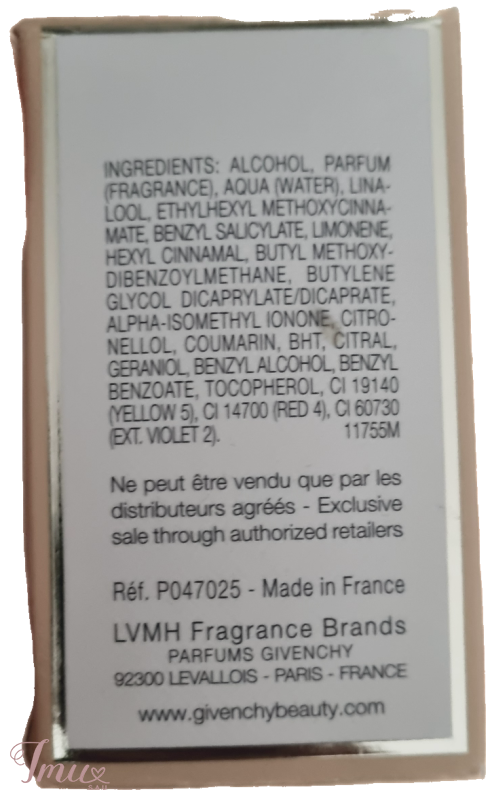 INGREDIENTS: ALCOHOL, PARFUM
(FRAGRANCE), AQUA (WATER), LINA-
LOOL, ETHYLHEXYL METHOXYCINNA-
MATE, BENZYL SALICYLATE, LIMONENE,
HEXYL CINNAMAL, BUTYL METHOXY-
DIBENZOYLMETHANE, BUTYLENE
GLYCOL DICAPRYLATE/DICAPRATE,
ALPHA-ISOMETHYL IONONE, CITRO-
NELLOL, COUMARIN, BHT, CITRAL,
GERANIOL, BENZYL ALCOHOL, BENZYL
BENZOATE, TOCOPHEROL, CI 19140
(YELLOW 5), CI 14700 (RED 4), CI 60730
(EXT. VIOLET 2). 11755M
Ne peut être vendu que par les
distributeurs agréés - Exclusive
sale through authorized retailers
Réf. P047025 - Made in France
LVMH Fragrance Brands
PARFUMS GIVENCHY
92300 LEVALLOIS - PARIS - FRANCE
www.givenchybeauty.com